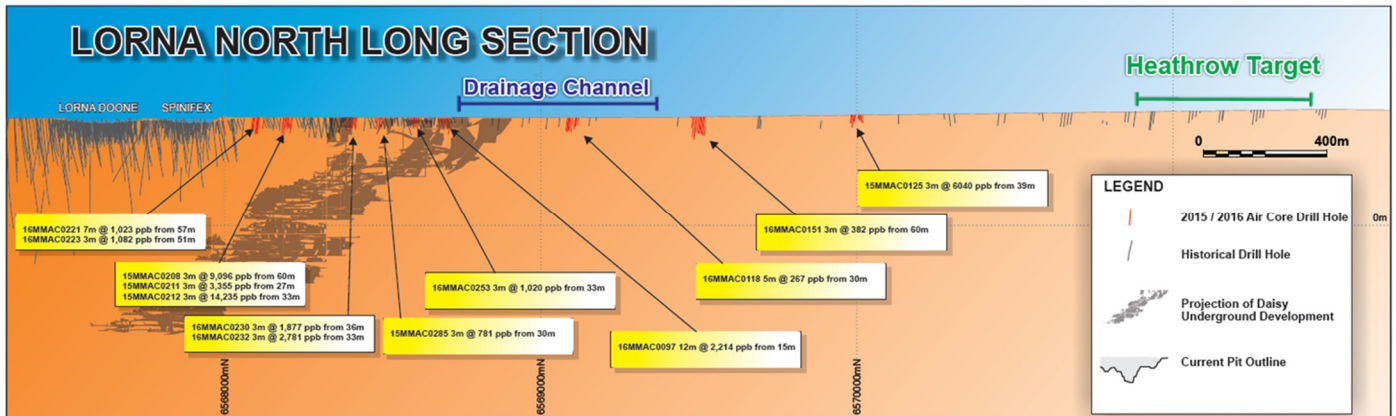 LORNA NORTH LONG SECTION
Drainage Channel
Heathrow Target
LORNA DOONE
SPINIFEX
0
400m
0m
16MMAC0221 7m @ 1,023 ppb from 57m
16MMAC0223 3m @ 1,082 ppb from 51m
15MMAC0208 3m @ 9,096 ppb from 60m
15MMAC0211 3m @ 3,355 ppb from 27m
15MMAC0212 3m @ 14,235 ppb from 33m
16MMAC0230 3m @ 1,877 ppb from 36m
16MMAC0232 3m @ 2,781 ppb from 33m
15MMAC0285 3m @ 781 ppb from 30m
16MMAC0253 3m @ 1,020 ppb from 33m
16MMAC0097 12m @ 2,214 ppb from 15m
16MMAC0118 5m @ 267 ppb from 30m
16MMAC0151 3m @ 382 ppb from 60m
15MMAC0125 3m @ 6040 ppb from 39m
LEGEND
2015 / 2016 Air Core Drill Hole
Historical Drill Hole
Projection of Daisy
Underground Development
Current Pit Outline
6568000mN
6569000mN
6570000mN